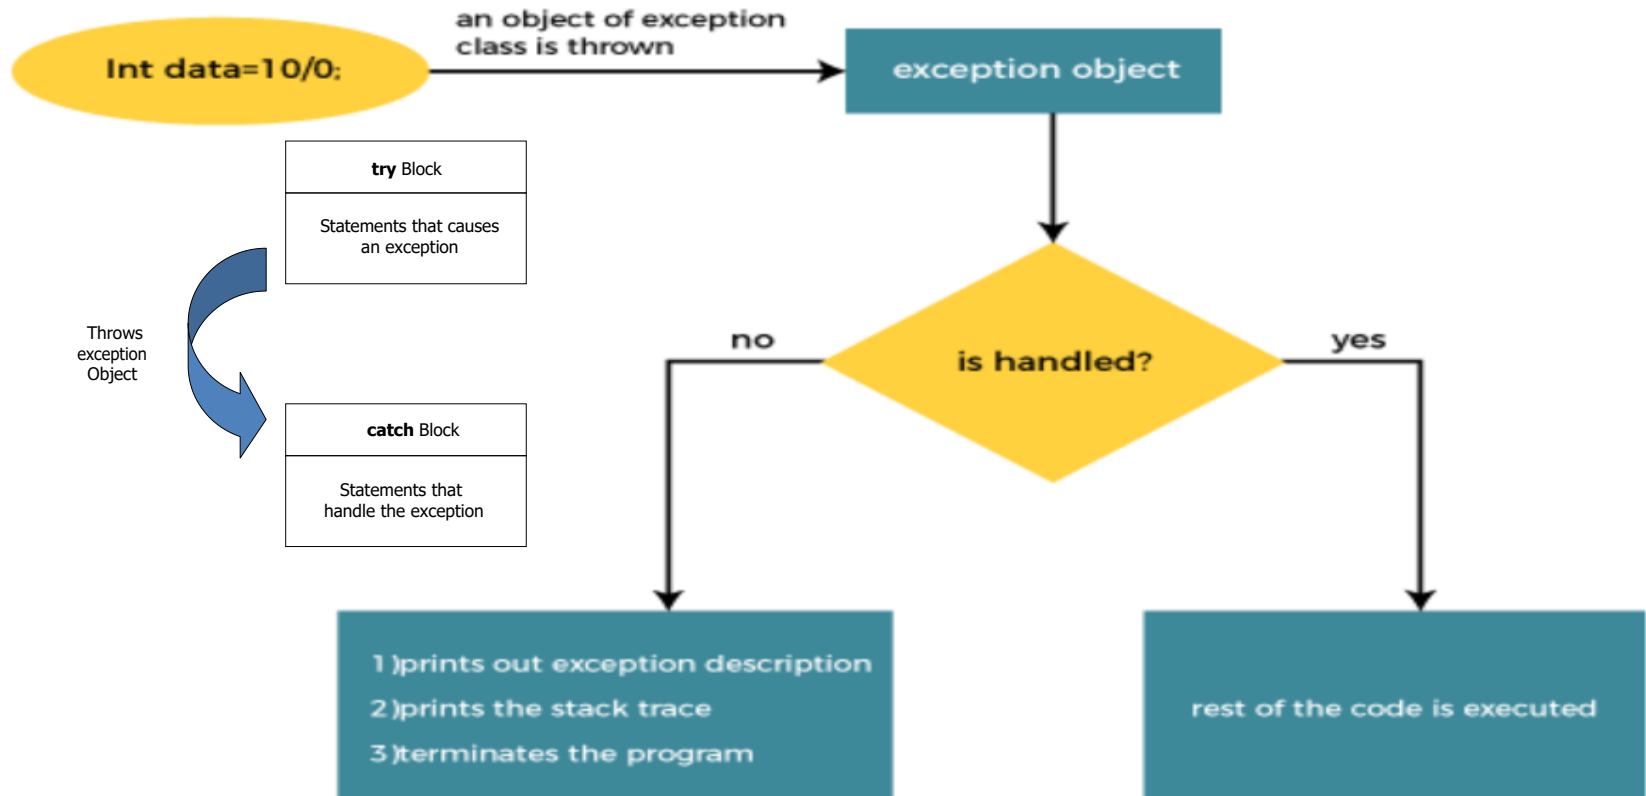 an object of exception
class is thrown
Int data=10/0;
exception object
try Block
Statements that causes
an exception
Throws
exception
Object
catch Block
Statements that
handle the exception
is handled?
no
yes
1)prints out exception description
2)prints the stack trace
3)terminates the program
rest of the code is executed